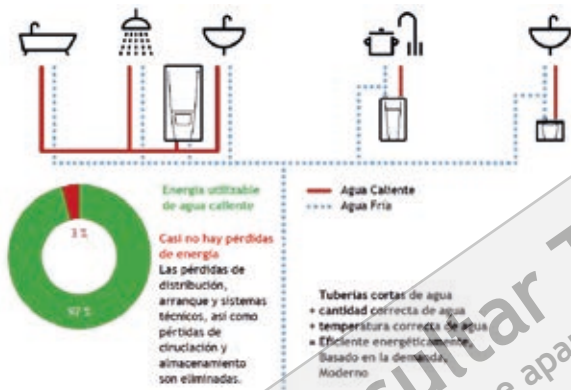 Energía utilizable
de agua caliente
Agua Caliente
Agua Fría
3 %
Casi no hay pérdidas
de energía
Las pérdidas de
distribución,
arranque y sistemas
técnicos, así como
pérdidas de
ciruclación y
almacenamiento
son eliminadas.
97 %
Tuberías cortas de agua
+ cantidad correcta de agua
+ temperatura correcta de agua
= Eficiente energéticamente,
Basado en la demanda,
Moderno